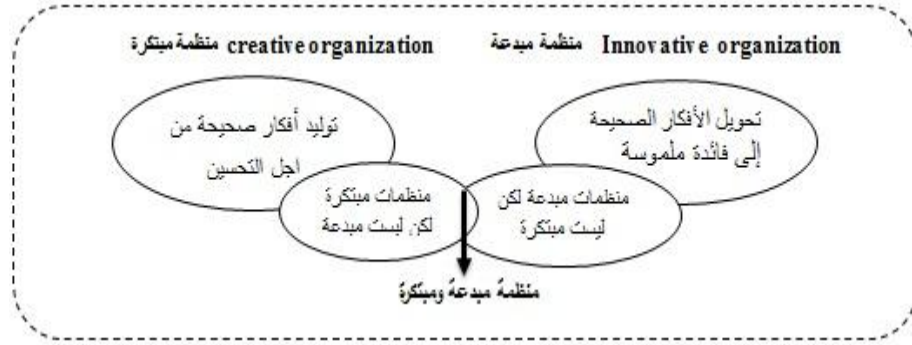 منظمة مبتكرة creative organization
منظمة مبدعة Innovative organization
توليد أفكار صحيحة من
اجل التحسين
تحويل الأفكار الصحيحة
إلى فائدة ملموسة
منظمات مبتكرة
لكن ليست مبدعة
منظمات مبدعة لكن
ليست مبتكرة
منظمة مبدعة ومبتكرة